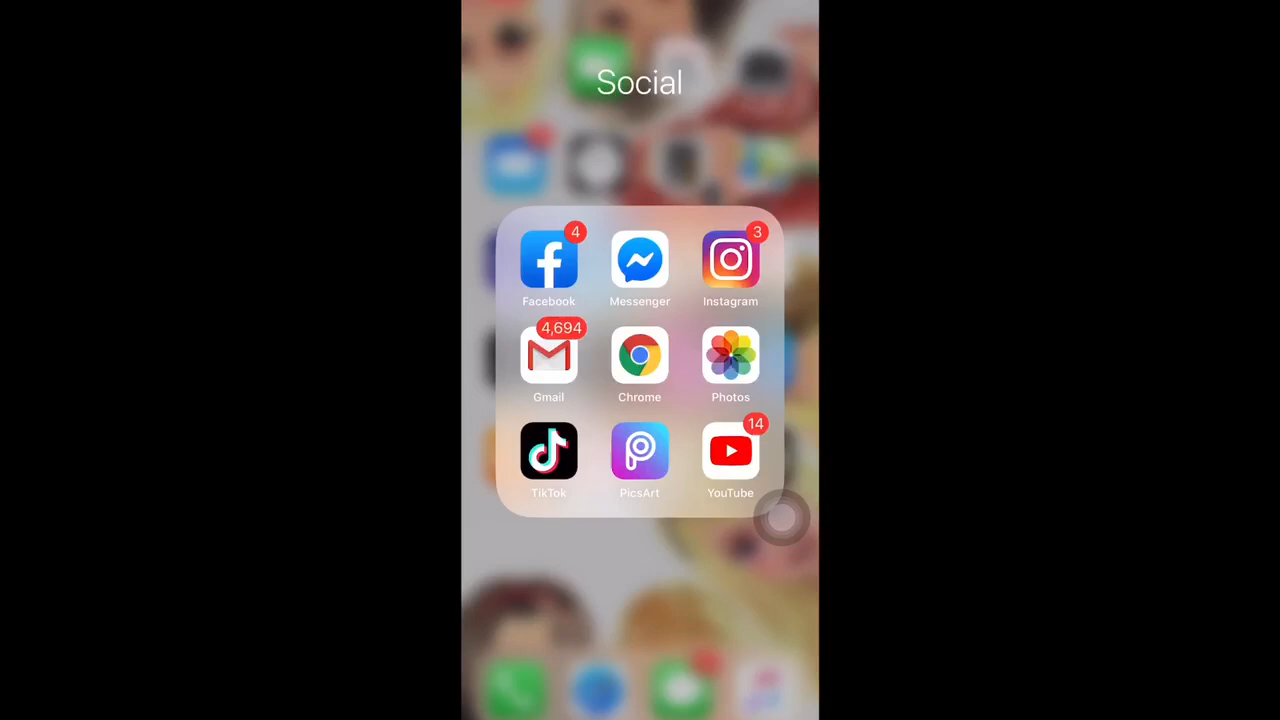 Social
4
3
Facebook
Messenger
Instagram
4,694
Gmail
Chrome
Photos
14
TikTok
PicsArt
YouTube